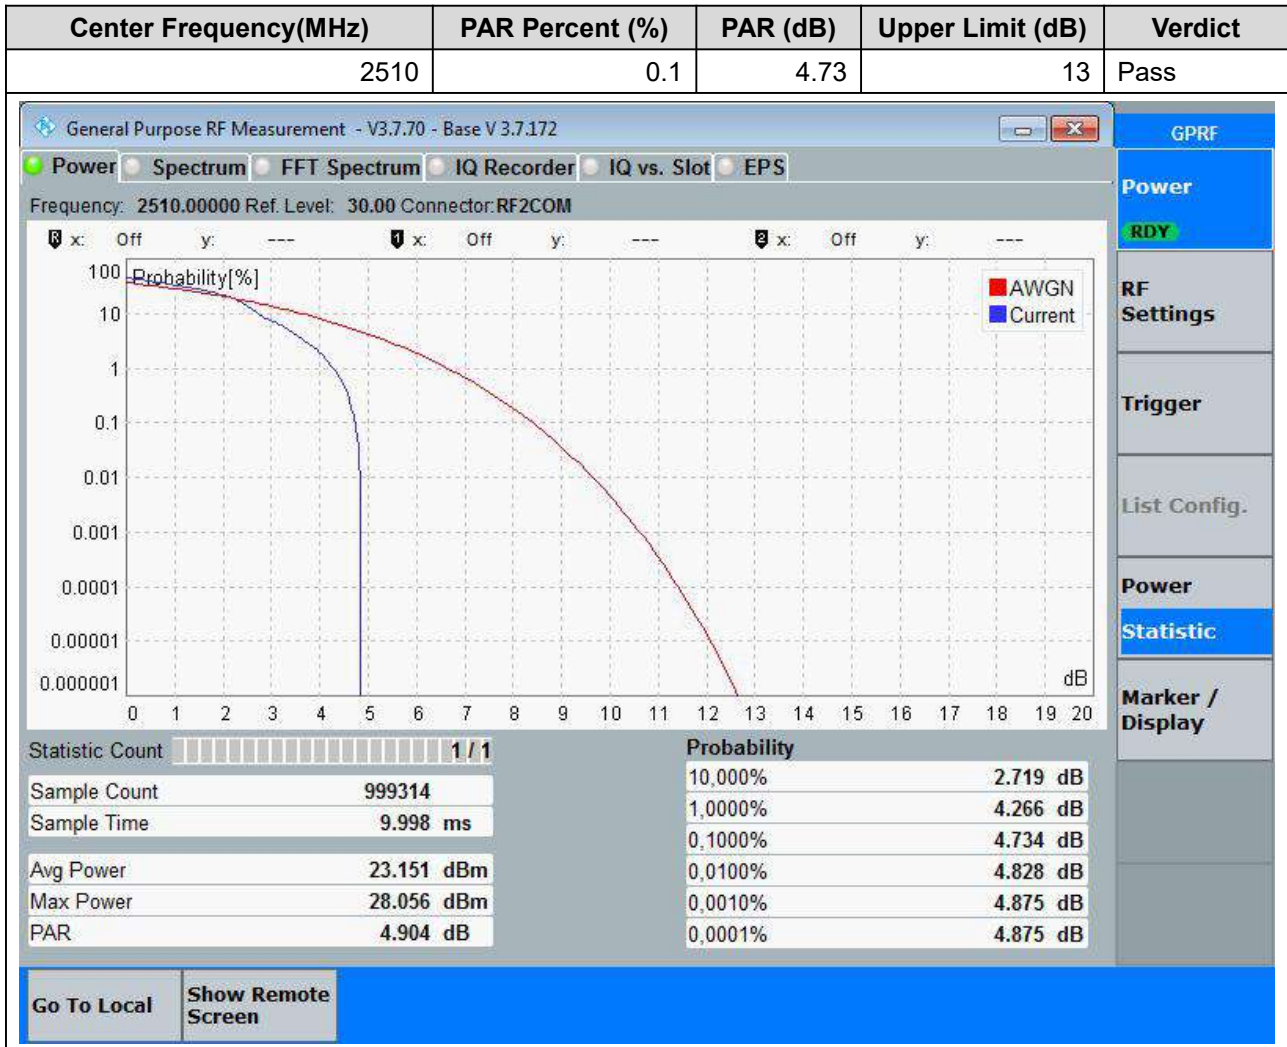 Center Frequency(MHz) PAR Percent (%) PAR (dB) Upper Limit (dB) Verdict
2510 0.1 4.73 13 Pass
General Purpose RF Measurement - V3.7.70 - Base V 3.7.172
GPRF
Power Spectrum FFT Spectrum IQ Recorder IQ vs. Slot EPS
Frequency: 2510.00000 Ref. Level: 30.00 Connector:RF2COM
R x: Off y: --- 1 x: Off y: --- 2 x: Off y: ---
Probability[%]
AWGN
Current
100
10
1
0.1
0.01
0.001
0.0001
0.00001
0.000001
dB
0 1 2 3 4 5 6 7 8 9 10 11 12 13 14 15 16 17 18 19 20
Statistic Count 1 / 1
Sample Count 999314
Sample Time 9.998 ms
Avg Power 23.151 dBm
Max Power 28.056 dBm
PAR 4.904 dB
Probability
10,000% 2.719 dB
1,0000% 4.266 dB
0,1000% 4.734 dB
0,0100% 4.828 dB
0,0010% 4.875 dB
0,0001% 4.875 dB
Power
RDY
RF
Settings
Trigger
List Config.
Power
Statistic
Marker /
Display
Go To Local
Show Remote
Screen